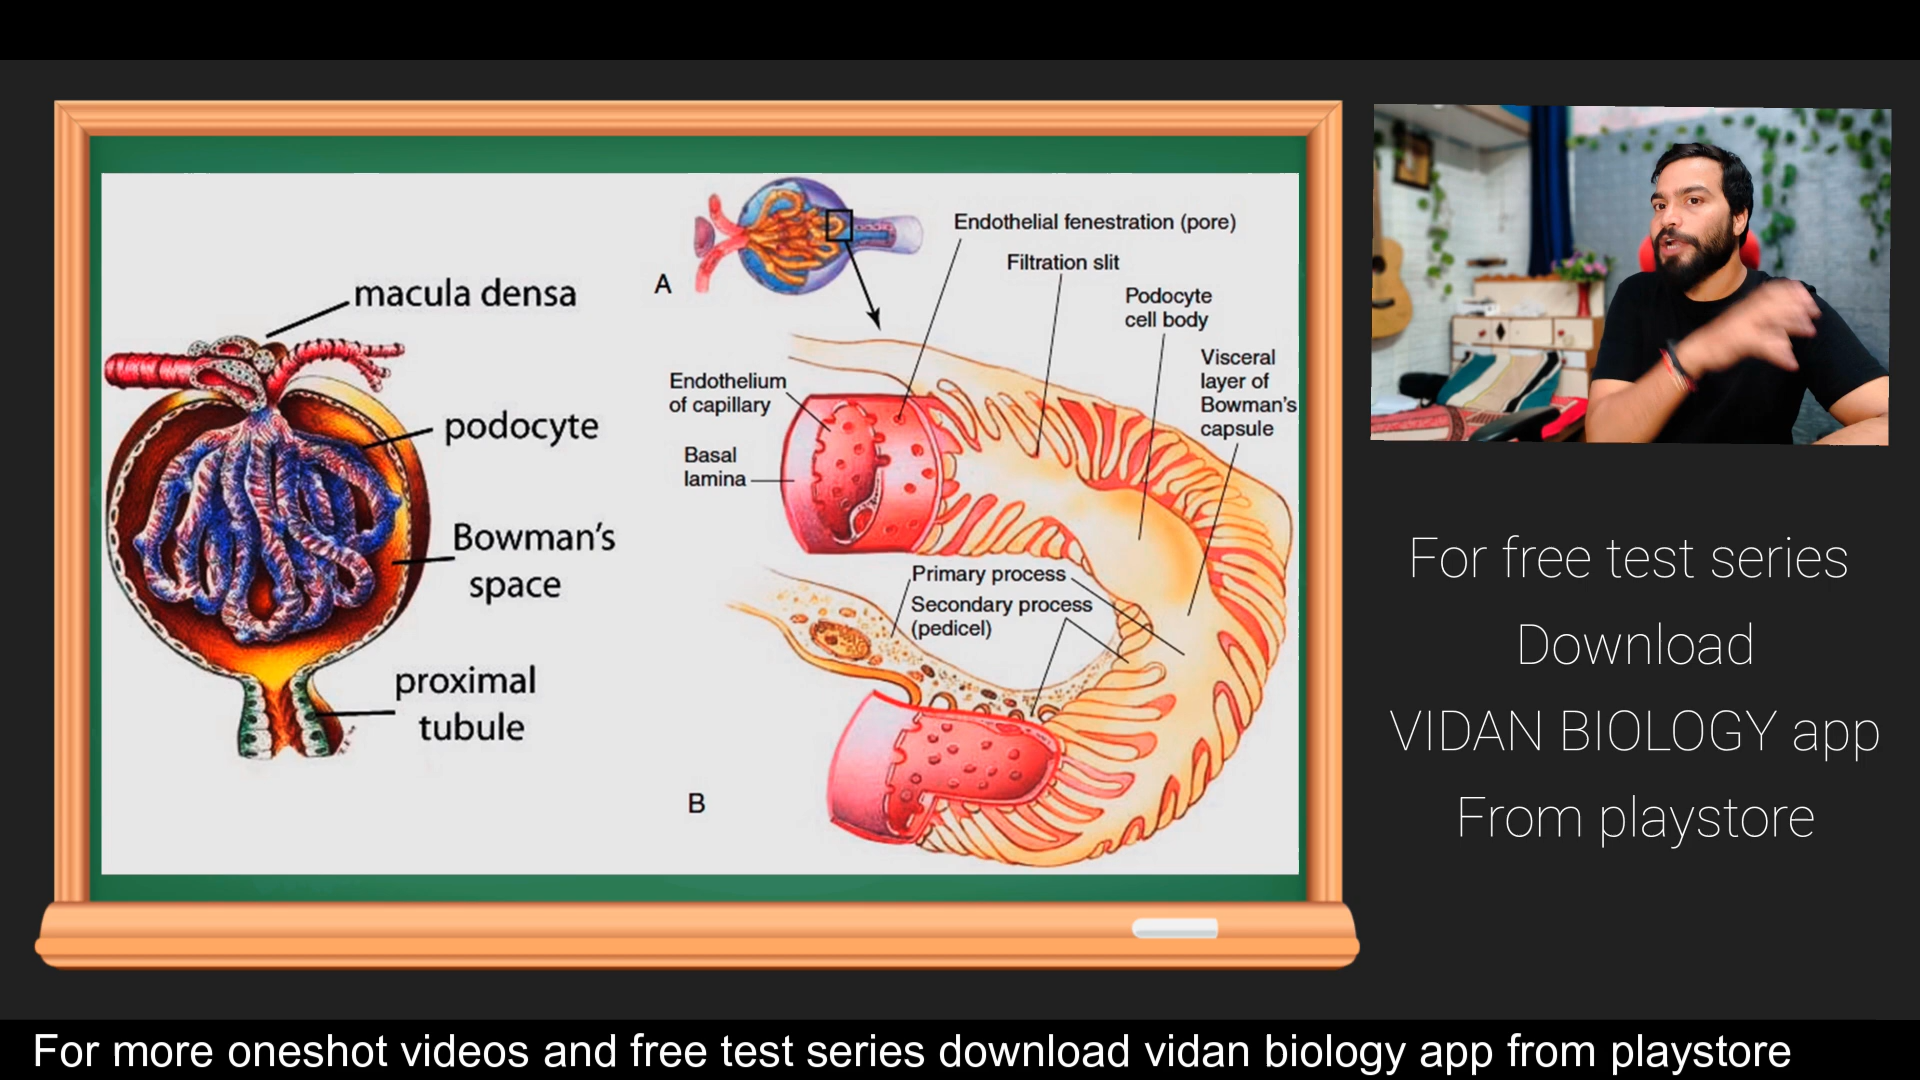 macula densa
podocyte
Bowman's
space
proximal
tubule
A
Endothelial fenestration (pore)
Filtration slit
Podocyte
cell body
Visceral
layer of
Bowman's
capsule
Endothelium
of capillary
Basal
lamina
Primary process
Secondary process
(pedicel)
B
For free test series
Download
VIDAN BIOLOGY app
From playstore
For more oneshot videos and free test series download vidan biology app from playstore